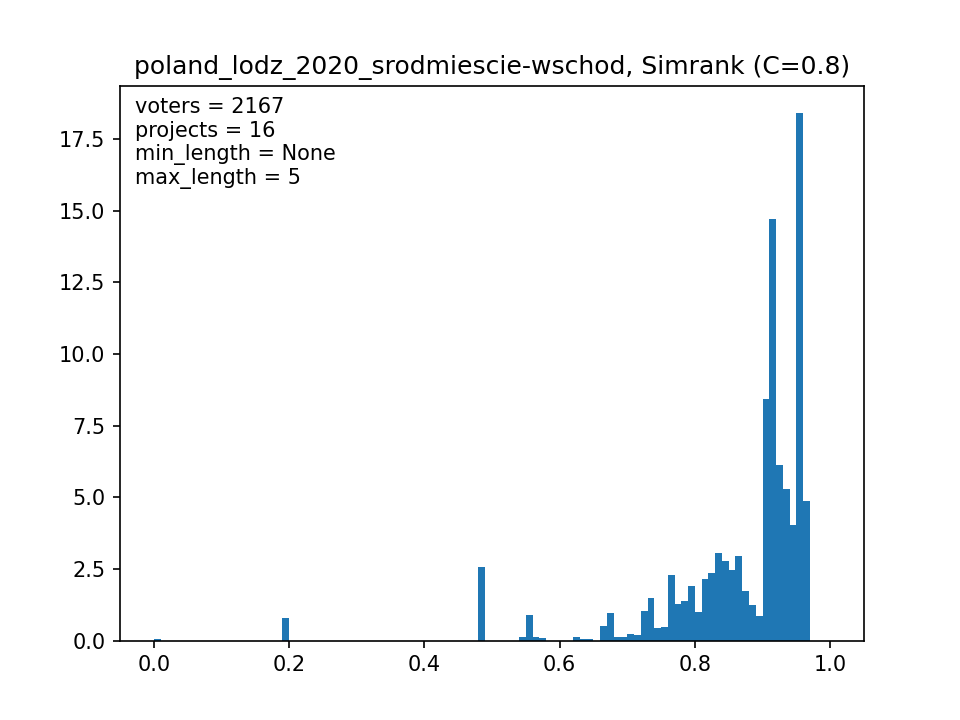 poland_lodz_2020_srodmiescie-wschod, Simrank (C=0.8)
voters = 2167
projects = 16
min_length = None
max_length = 5
17.5
15.0
12.5
10.0
7.5
5.0
2.5
0.0
0.0 0.2 0.4 0.6 0.8 1.0